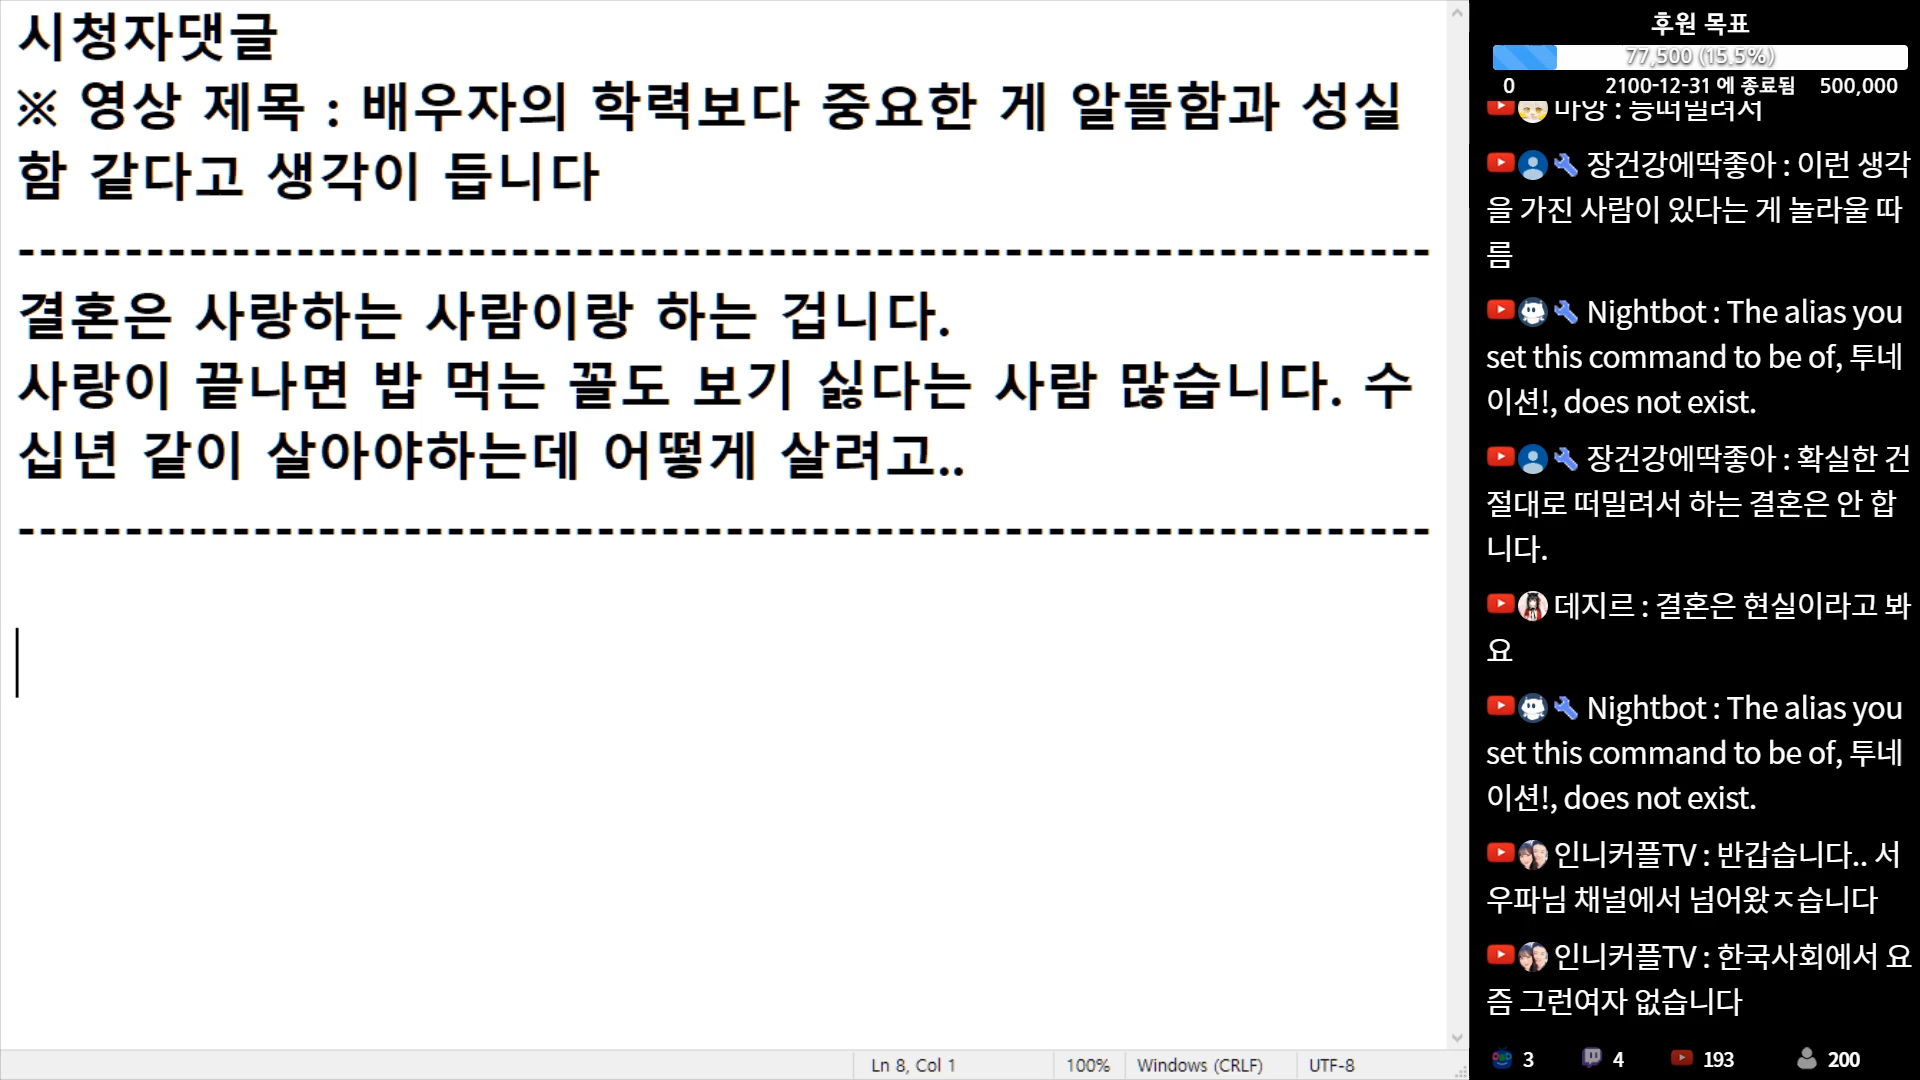 시청자댓글
※ 영상 제목 : 배우자의 학력보다 중요한 게 알뜰함과 성실
함 같다고 생각이 듭니다
--------------------------------------------------------------------
결혼은 사랑하는 사람이랑 하는 겁니다.
사랑이 끝나면 밥 먹는 꼴도 보기 싫다는 사람 많습니다. 수
십년 같이 살아야하는데 어떻게 살려고..
--------------------------------------------------------------------
Ln 8, Col 1
100%
Windows (CRLF)
UTF-8
후원 목표
77,500 (15.5%)
0 2100-12-31 에 종료됨 500,000
: 등떠밀려서
장건강에딱좋아 : 이런 생각
을 가진 사람이 있다는 게 놀라울 따
름
Nightbot : The alias you
set this command to be of, 투네
이션!, does not exist.
장건강에딱좋아 : 확실한 건
절대로 떠밀려서 하는 결혼은 안 합
니다.
데지르 : 결혼은 현실이라고 봐
요
Nightbot : The alias you
set this command to be of, 투네
이션!, does not exist.
인니커플TV : 반갑습니다.. 서
우파님 채널에서 넘어왔ㅈ습니다
인니커플TV : 한국사회에서 요
즘 그런여자 없습니다
3 4 193 200